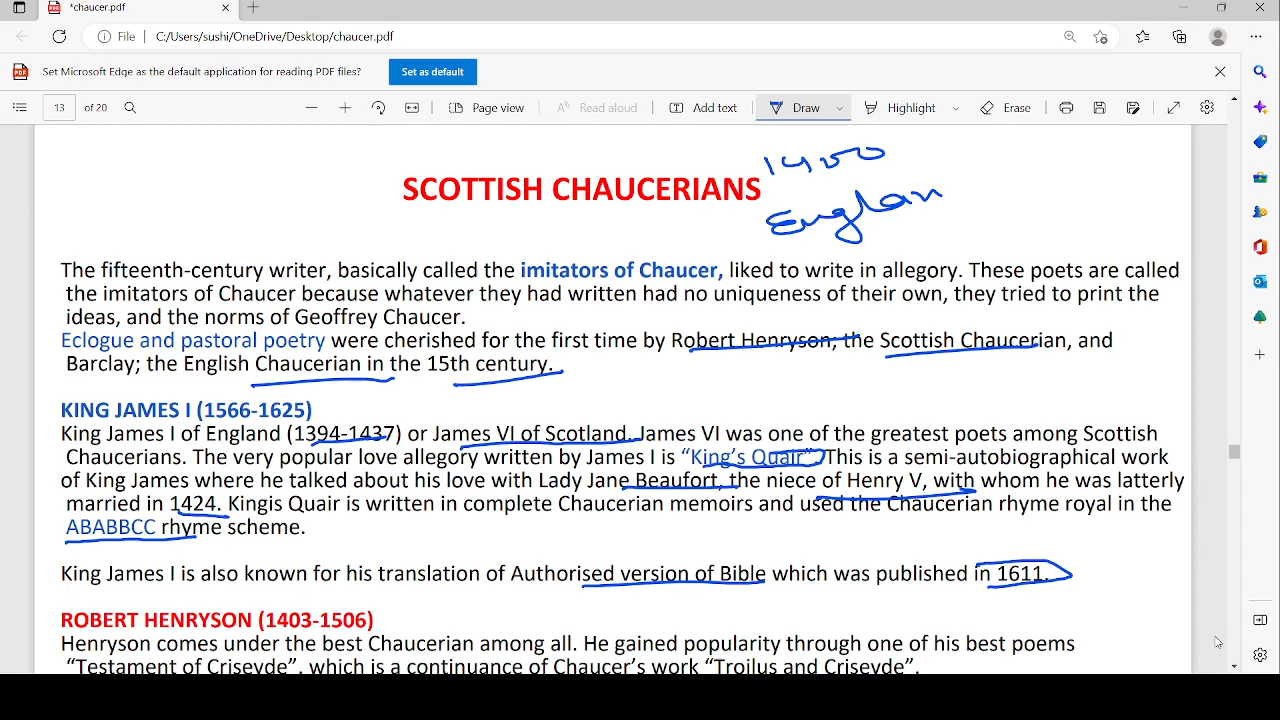 *chaucer.pdf
File C:/Users/sushi/OneDrive/Desktop/chaucer.pdf
Set Microsoft Edge as the default application for reading PDF files? Set as default
13 of 20 Page view Read aloud Add text Draw Highlight Erase
1400
SCOTTISH CHAUCERIANS
Englan
The fifteenth-century writer, basically called the imitators of Chaucer, liked to write in allegory. These poets are called
the imitators of Chaucer because whatever they had written had no uniqueness of their own, they tried to print the
ideas, and the norms of Geoffrey Chaucer.
Eclogue and pastoral poetry were cherished for the first time by Robert Henryson; the Scottish Chaucerian, and
Barclay; the English Chaucerian in the 15th century.
KING JAMES I (1566-1625)
King James I of England (1394-1437) or James VI of Scotland. James VI was one of the greatest poets among Scottish
Chaucerians. The very popular love allegory written by James I is “King’s Quair”. This is a semi-autobiographical work
of King James where he talked about his love with Lady Jane Beaufort, the niece of Henry V, with whom he was latterly
married in 1424. Kingis Quair is written in complete Chaucerian memoirs and used the Chaucerian rhyme royal in the
ABABBCC rhyme scheme.
King James I is also known for his translation of Authorised version of Bible which was published in 1611.
ROBERT HENRYSON (1403-1506)
Henryson comes under the best Chaucerian among all. He gained popularity through one of his best poems
“Testament of Criseyde”, which is a continuance of Chaucer’s work “Troilus and Criseyde”.